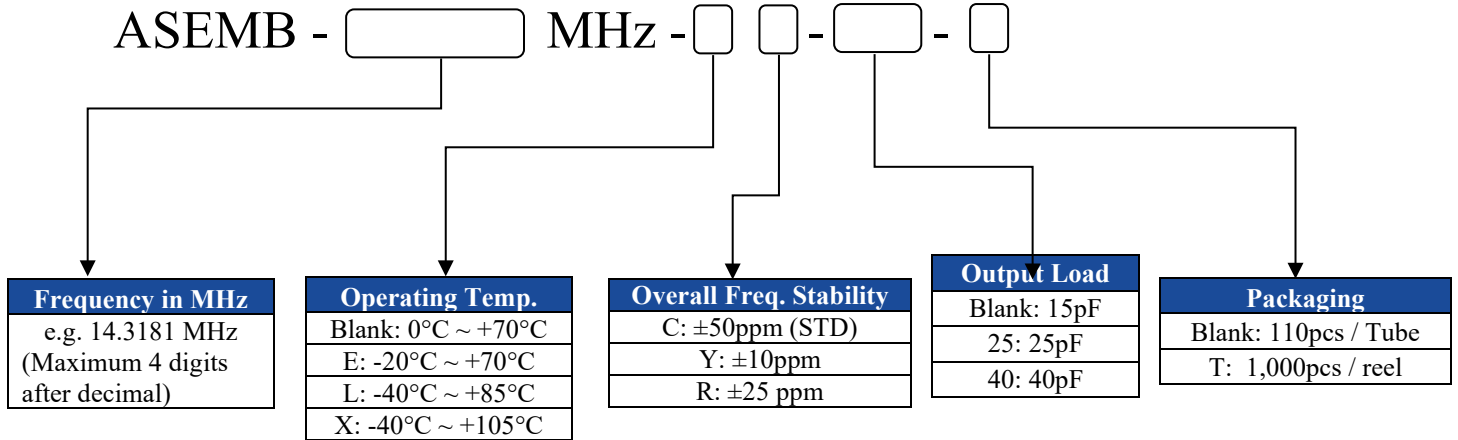 ASEMB - MHz - - -
Frequency in MHz
e.g. 14.3181 MHz
(Maximum 4 digits
after decimal)
Operating Temp.
Blank: 0°C ~ +70°C
E: -20°C ~ +70°C
L: -40°C ~ +85°C
X: -40°C ~ +105°C
Overall Freq. Stability
C: ±50ppm (STD)
Y: ±10ppm
R: ±25 ppm
Output Load
Blank: 15pF
25: 25pF
40: 40pF
Packaging
Blank: 110pcs / Tube
T: 1,000pcs / reel